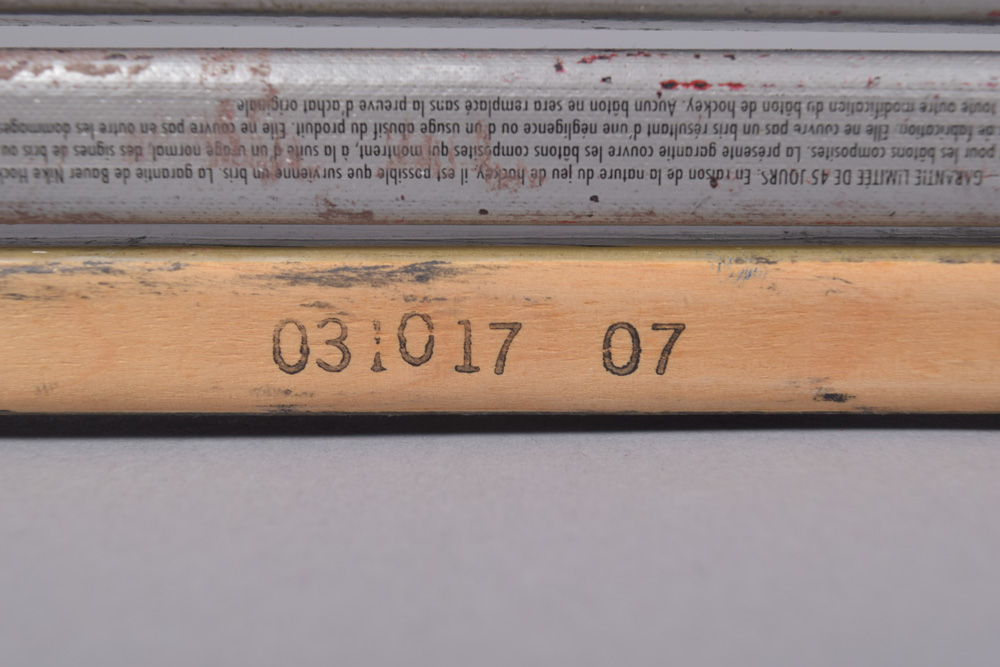 GARANTIE LIMITÉE DE 45 JOURS. En raison de la nature du jeu de hockey, il est possible que survienne un bris. La garantie de Bauer Nike Hock
pour les bâtons composites. La présente garantie couvre les bâtons composites qui montrent, à la suite d'un usage normal, des signes de bris ou
de fabrication. Elle ne couvre pas un bris résultant d'une négligence ou d'un usage abusif du produit. Elle ne couvre pas en outre les dommages
toute autre modification du bâton de hockey. Aucun bâton ne sera remplacé sans la preuve d'achat originale
031017 07